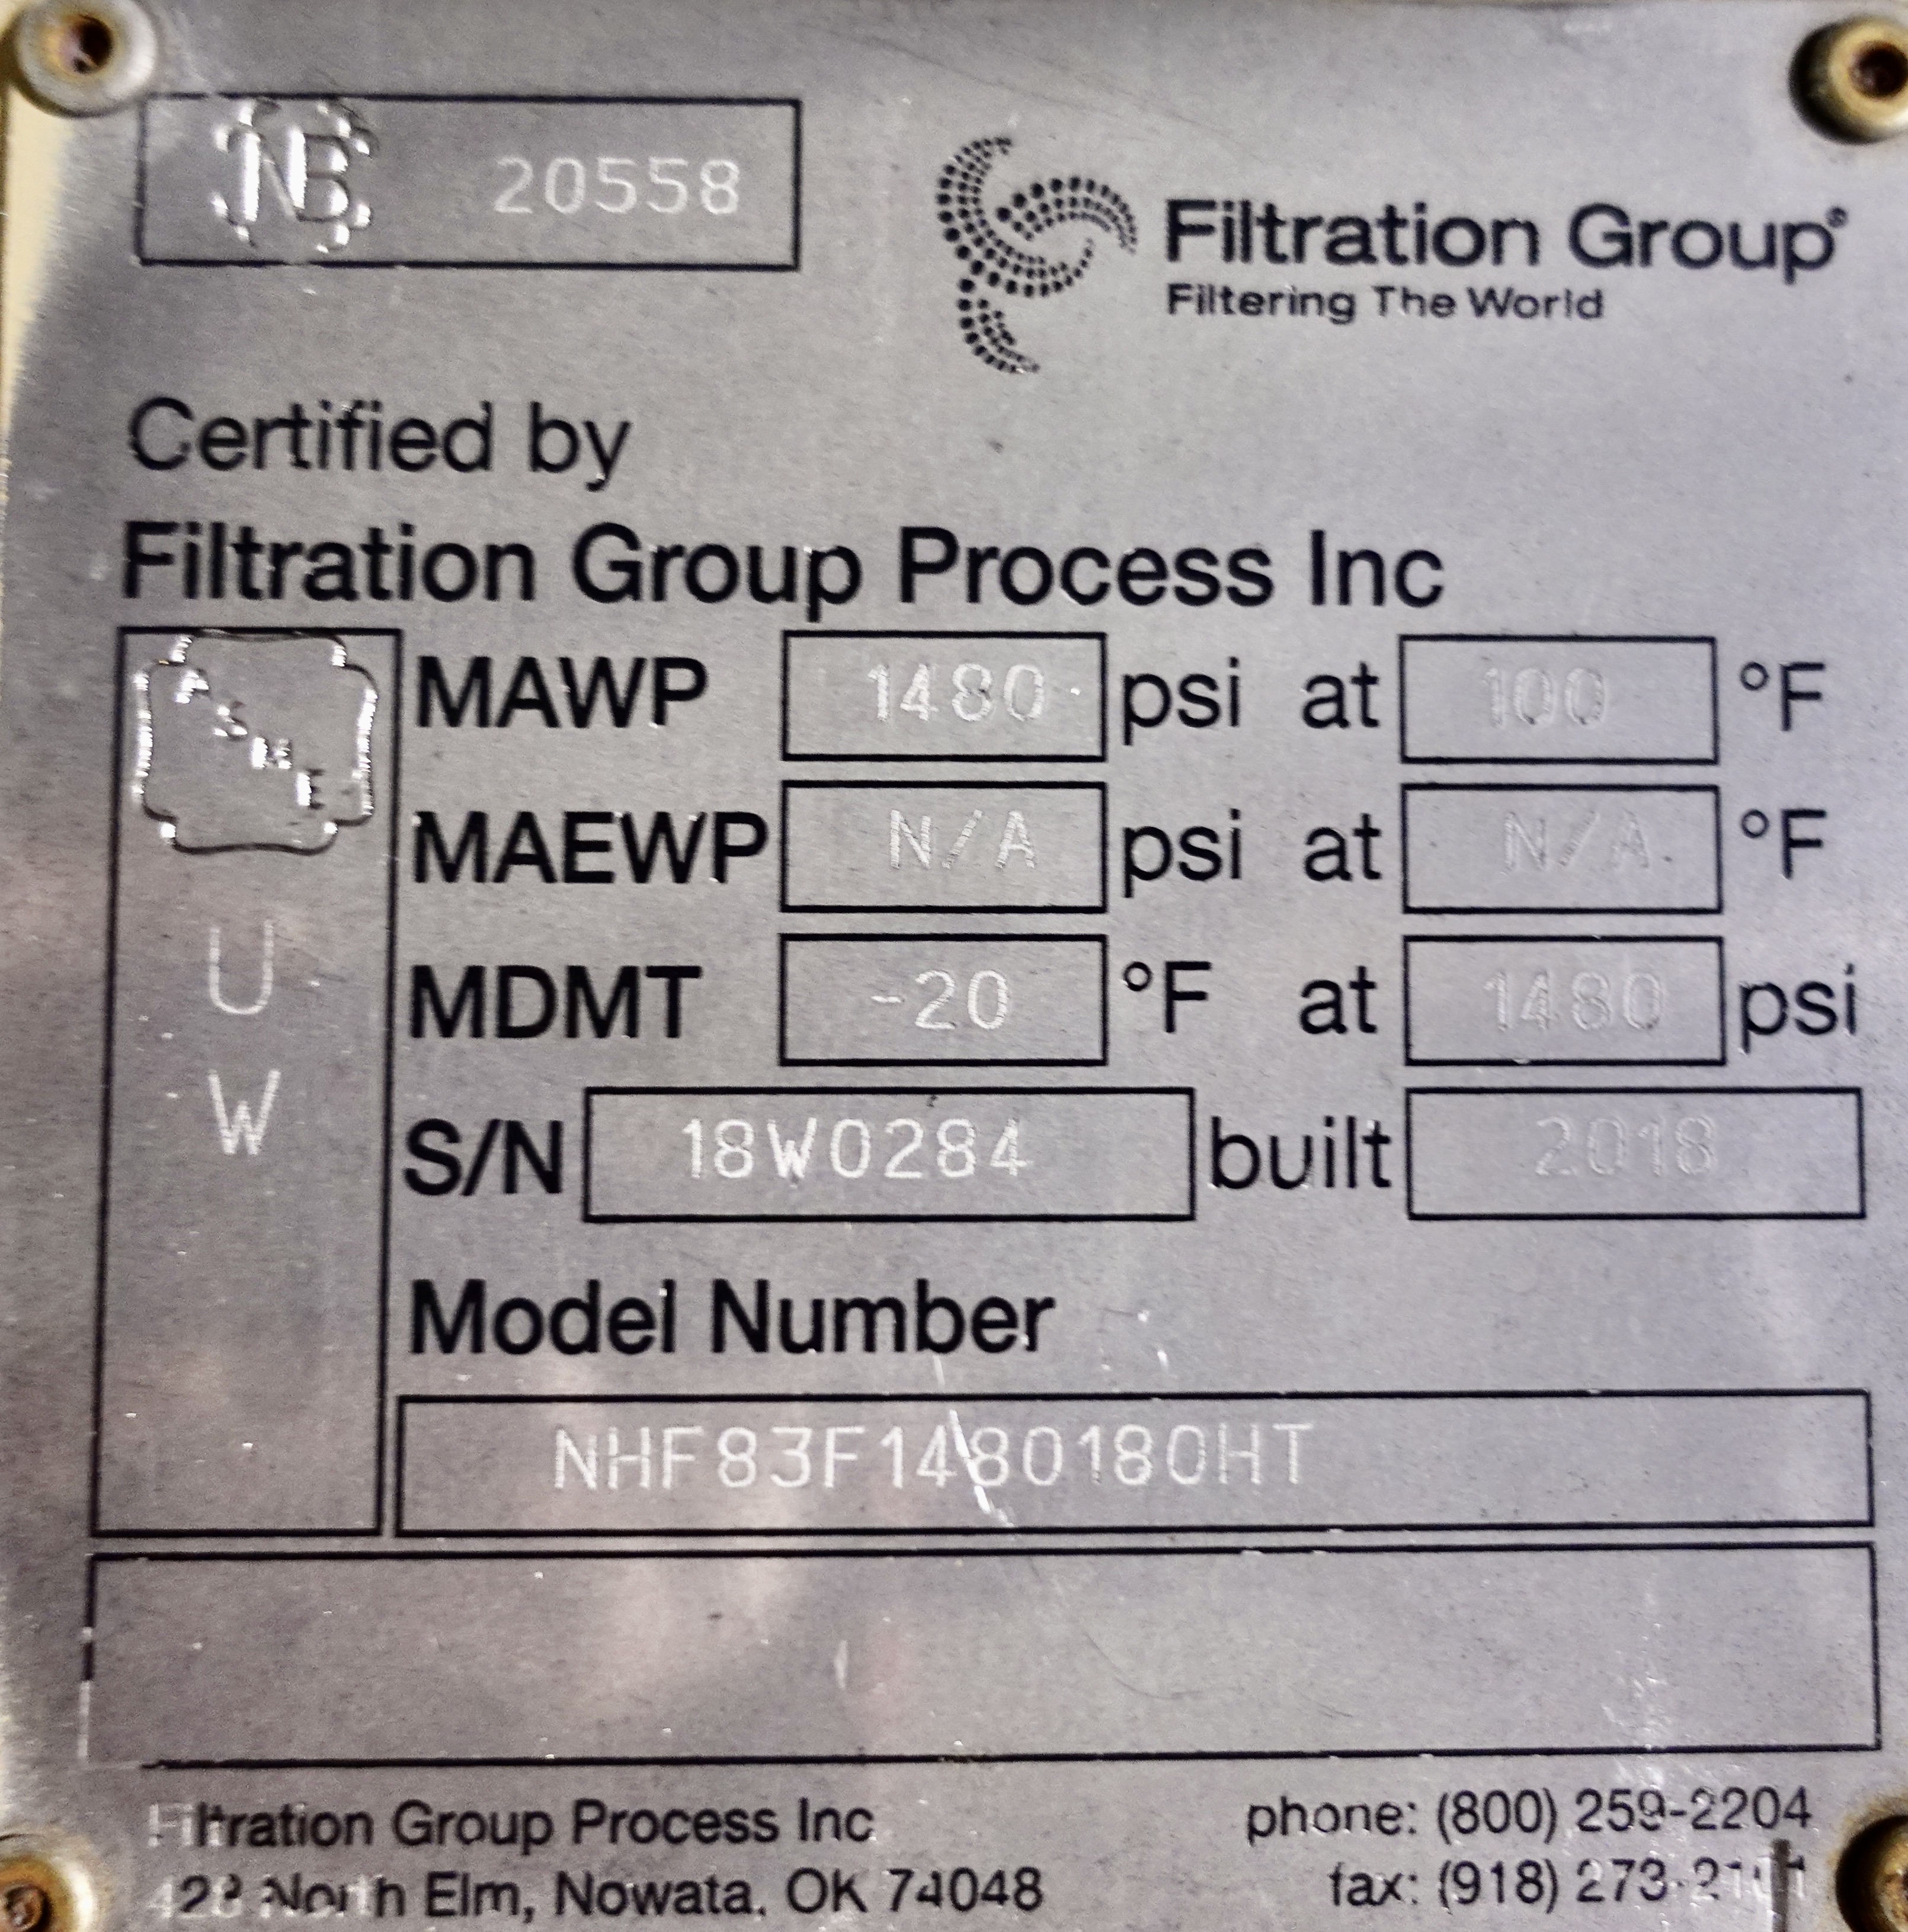 NB 20558
Filtration Group®
Filtering The World
Certified by
Filtration Group Process Inc
ASME
U
W
MAWP 1480 psi at 100 °F
MAEWP N/A psi at N/A °F
MDMT -20 °F at 1480 psi
S/N 18W0284 built 2018
Model Number
NHF83F1480180HT
Filtration Group Process Inc
North Elm, Nowata, OK 74048
phone: (800) 259-2204
fax: (918)